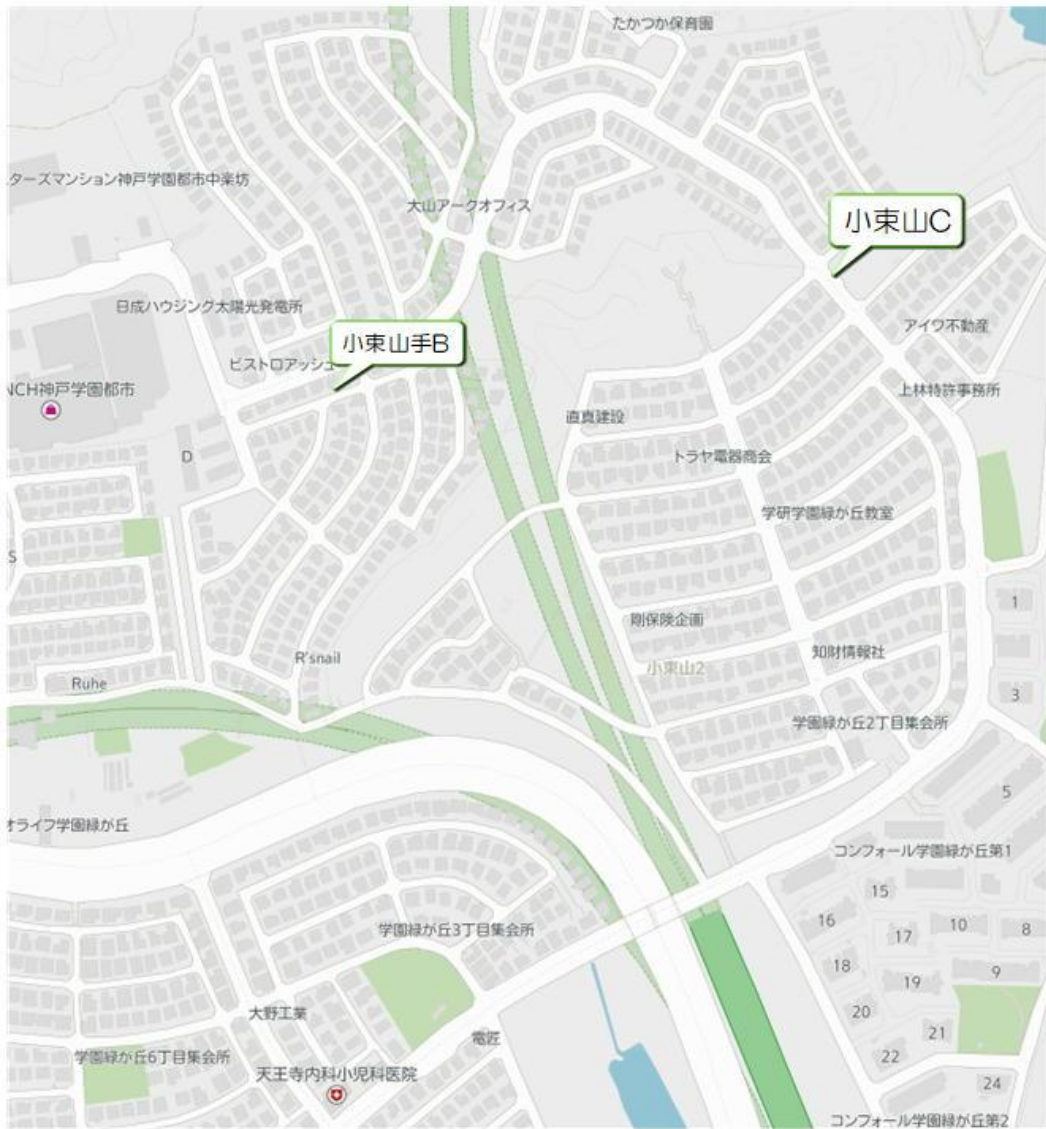 たかつか保育園
ターズマンション神戸学園都市中楽坊
大山アークオフィス
小束山C
日成ハウジング太陽光発電所
アイワ不動産
小束山手B
ビストロアッシュ
NCH神戸学園都市
上林特許事務所
直真建設
D
トラヤ電器商会
学研学園緑が丘教室
S
1
剛保険企画
知財情報社
R'snail
小束山2
Ruhe
3
学園緑が丘2丁目集会所
5
オライフ学園緑が丘
コンフォール学園緑が丘第1
15
16
10
8
学園緑が丘3丁目集会所
17
18
9
19
大野工業
20
電匠
21
学園緑が丘6丁目集会所
22
天王寺内科小児科医院
24
コンフォール学園緑が丘第2